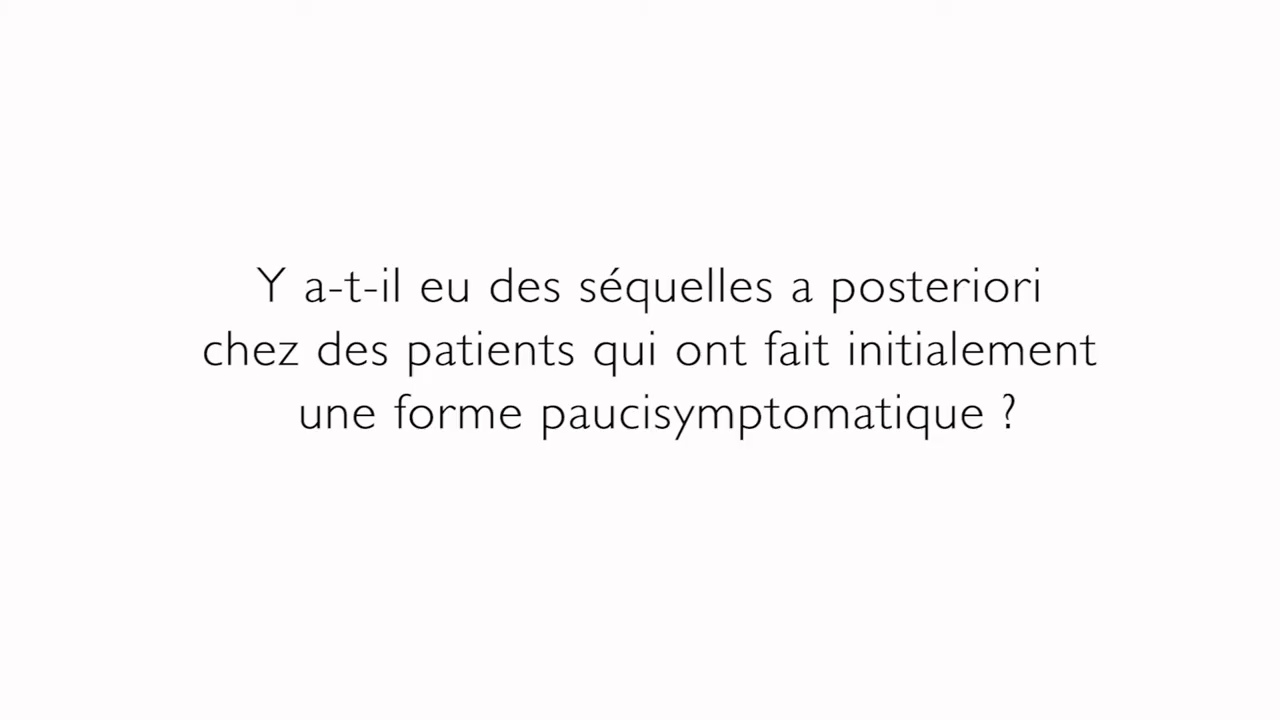 Y a-t-il eu des séquelles a posteriori
chez des patients qui ont fait initialement
une forme paucisymptomatique ?